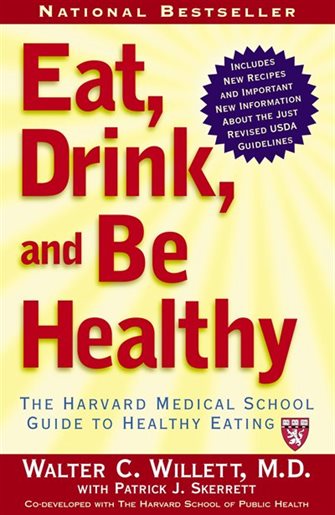 National Bestseller
Eat,
Drink,
and Be
Healthy
Includes
New Recipes
and Important
New Information
About the Just
Revised USDA
Guidelines
The Harvard Medical School
Guide to Healthy Eating
Walter C. Willett, M.D.
with Patrick J. Skerrett
Co-developed with The Harvard School of Public Health